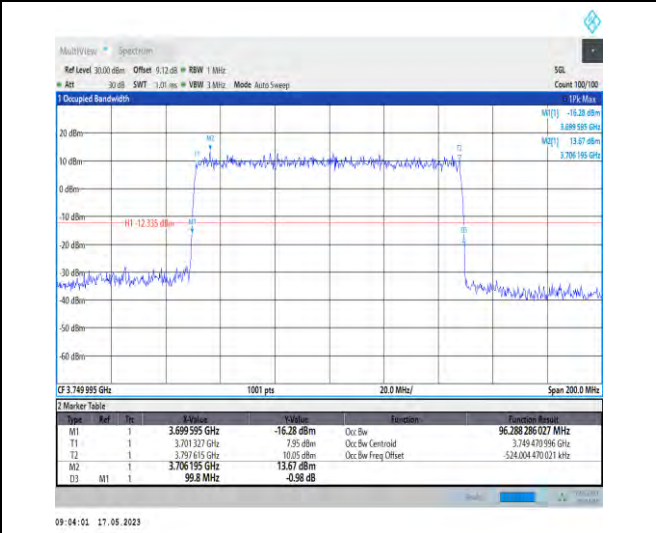 MultiView Spectrum
Ref Level 30.00 dBm Offset 9.12 dB RBW 1 MHz SGL
Att 30 dB SWT 1.01 ms VBW 3 MHz Mode Auto Sweep Count 100/100
1 Occupied Bandwidth 1Pk Max
M1[1] -16.28 dBm
3.699 595 GHz
M2[1] 13.67 dBm
3.706 195 GHz
20 dBm
M2
T1
T2
10 dBm
0 dBm
-10 dBm
H1 -12.335 dBm
M1
D3
-20 dBm
-30 dBm
-40 dBm
-50 dBm
-60 dBm
CF 3.749 995 GHz 1001 pts 20.0 MHz/ Span 200.0 MHz
2 Marker Table
Type Ref Trc X-Value Y-Value Function Function Result
M1 1 3.699 595 GHz -16.28 dBm Occ Bw 96.288 286 027 MHz
T1 1 3.701 327 GHz 7.95 dBm Occ Bw Centroid 3.749 470 996 GHz
T2 1 3.797 615 GHz 10.05 dBm Occ Bw Freq Offset -524.004 470 021 kHz
M2 1 3.706 195 GHz 13.67 dBm
D3 M1 1 99.8 MHz -0.98 dB
09:04:01 17.05.2023